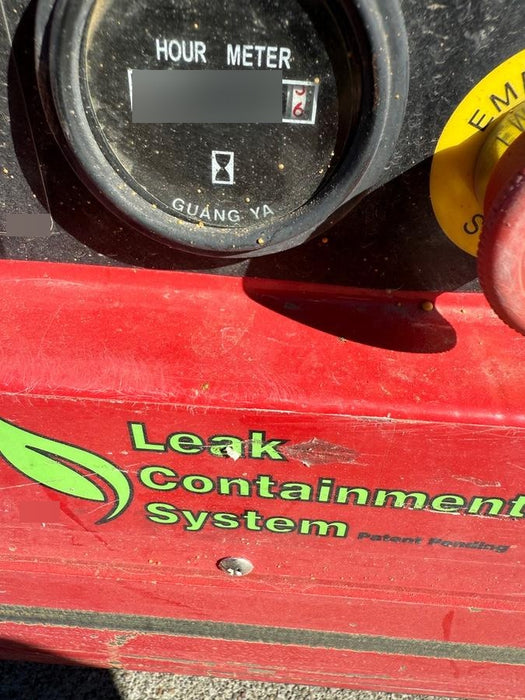 HOUR METER
GUANG YA
Leak
Containment
System Patent Pending